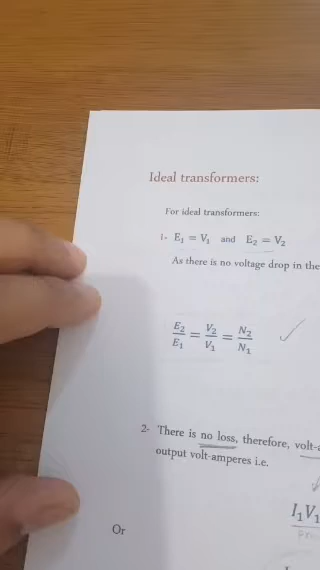 Ideal transformers:
For ideal transformers:
1- E₁ = V₁ and E₂ = V₂
As there is no voltage drop in the
E₂/E₁ = V₂/V₁ = N₂/N₁
2- There is no loss, therefore, volt-
output volt-amperes i.e.
I₁V₁
Or